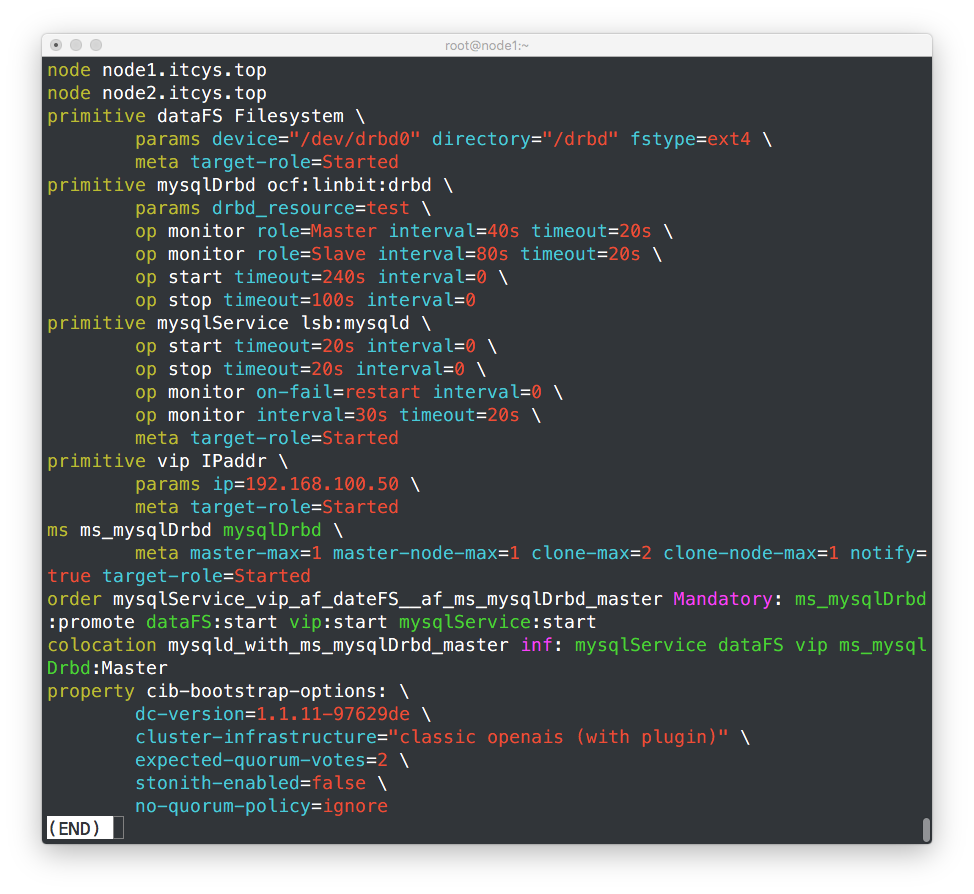 root@node1:~
node node1.itcys.top
node node2.itcys.top
primitive dataFS Filesystem \
        params device="/dev/drbd0" directory="/drbd" fstype=ext4 \
        meta target-role=Started
primitive mysqlDrbd ocf:linbit:drbd \
        params drbd_resource=test \
        op monitor role=Master interval=40s timeout=20s \
        op monitor role=Slave interval=80s timeout=20s \
        op start timeout=240s interval=0 \
        op stop timeout=100s interval=0
primitive mysqlService lsb:mysqld \
        op start timeout=20s interval=0 \
        op stop timeout=20s interval=0 \
        op monitor on-fail=restart interval=0 \
        op monitor interval=30s timeout=20s \
        meta target-role=Started
primitive vip IPaddr \
        params ip=192.168.100.50 \
        meta target-role=Started
ms ms_mysqlDrbd mysqlDrbd \
        meta master-max=1 master-node-max=1 clone-max=2 clone-node-max=1 notify=
true target-role=Started
order mysqlService_vip_af_dateFS__af_ms_mysqlDrbd_master Mandatory: ms_mysqlDrbd
:promote dataFS:start vip:start mysqlService:start
colocation mysqld_with_ms_mysqlDrbd_master inf: mysqlService dataFS vip ms_mysql
Drbd:Master
property cib-bootstrap-options: \
        dc-version=1.1.11-97629de \
        cluster-infrastructure="classic openais (with plugin)" \
        expected-quorum-votes=2 \
        stonith-enabled=false \
        no-quorum-policy=ignore
(END)